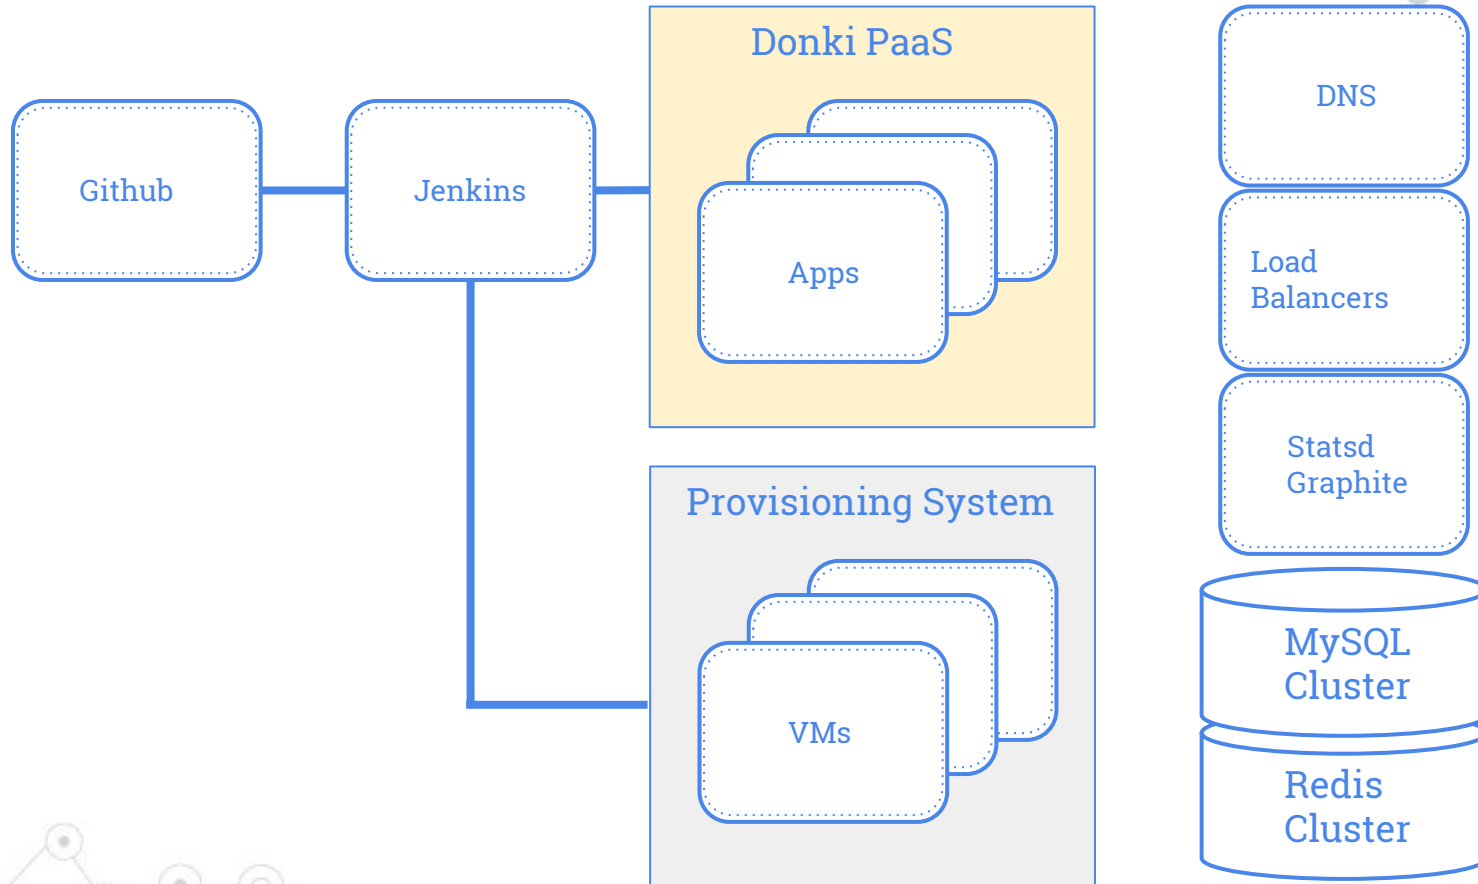 Donki PaaS
Github
Jenkins
Apps
Provisioning System
VMs
DNS
Load
Balancers
Statsd
Graphite
MySQL
Cluster
Redis
Cluster